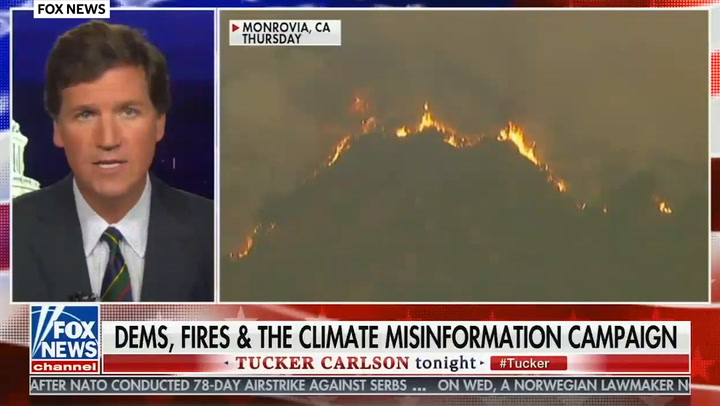 FOX NEWS
MONROVIA, CA
THURSDAY
FOX
NEWS
channel
DEMS, FIRES & THE CLIMATE MISINFORMATION CAMPAIGN
TUCKER CARLSON tonight
#Tucker
AFTER NATO CONDUCTED 78-DAY AIRSTRIKE AGAINST SERBS ... ON WED, A NORWEGIAN LAWMAKER N